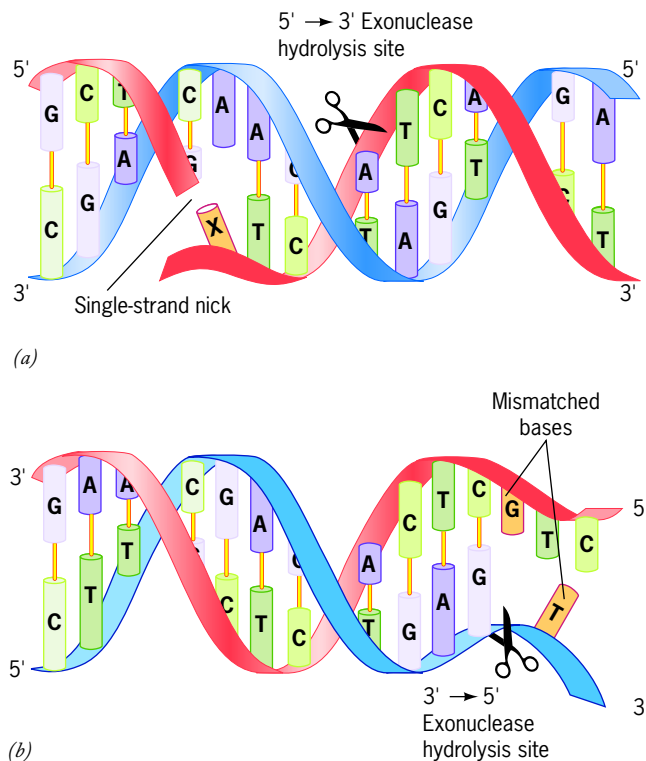 5' → 3' Exonuclease
hydrolysis site
5'
5'
G C T C A A T C A G A
A G G A A T
C G X T C T A G C T
3'
Single-strand nick
3'
(a)
Mismatched
bases
3'
G A A C G A C T C G
5
T A T C
C T C T C T G A G T
5'
3' → 5'
Exonuclease
hydrolysis site
3
(b)